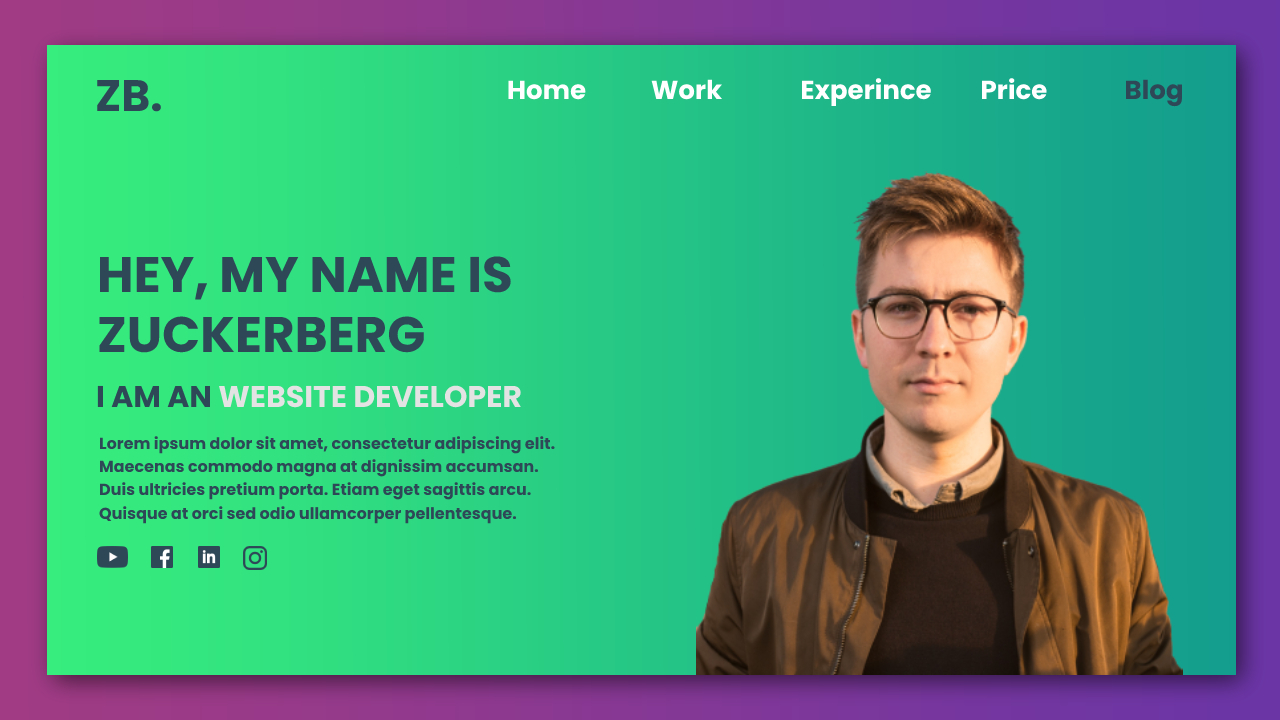 ZB.
Home Work Experince Price Blog
HEY, MY NAME IS
ZUCKERBERG
I AM AN WEBSITE DEVELOPER
Lorem ipsum dolor sit amet, consectetur adipiscing elit.
Maecenas commodo magna at dignissim accumsan.
Duis ultricies pretium porta. Etiam eget sagittis arcu.
Quisque at orci sed odio ullamcorper pellentesque.
in